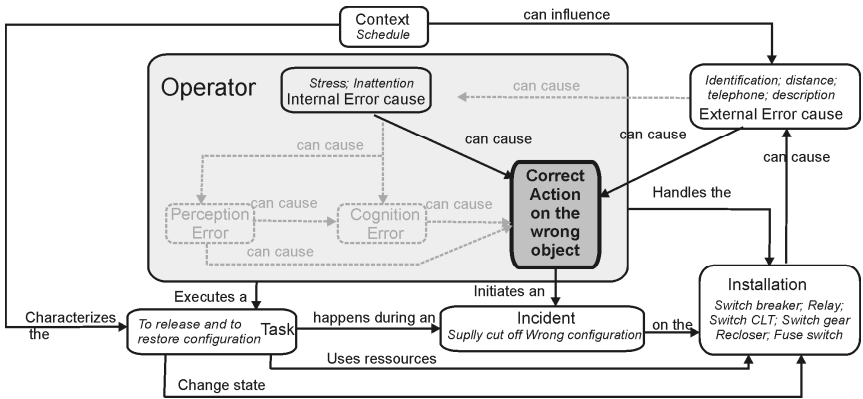 Context
Schedule
can influence
Operator
Stress; Inattention
Internal Error cause
can cause
Identification; distance;
telephone; description
External Error cause
can cause
can cause
can cause
can cause
Correct
Action
on the
wrong
object
Handles the
Perception
Error
can cause
Cognition
Error
can cause
can cause
Installation
Switch breaker; Relay;
Switch CLT; Switch gear
Recloser; Fuse switch
Executes a
Initiates an
Characterizes
the
To release and to
restore configuration
Task
happens during an
Incident
Suplly cut off Wrong configuration
on the
Uses ressources
Change state